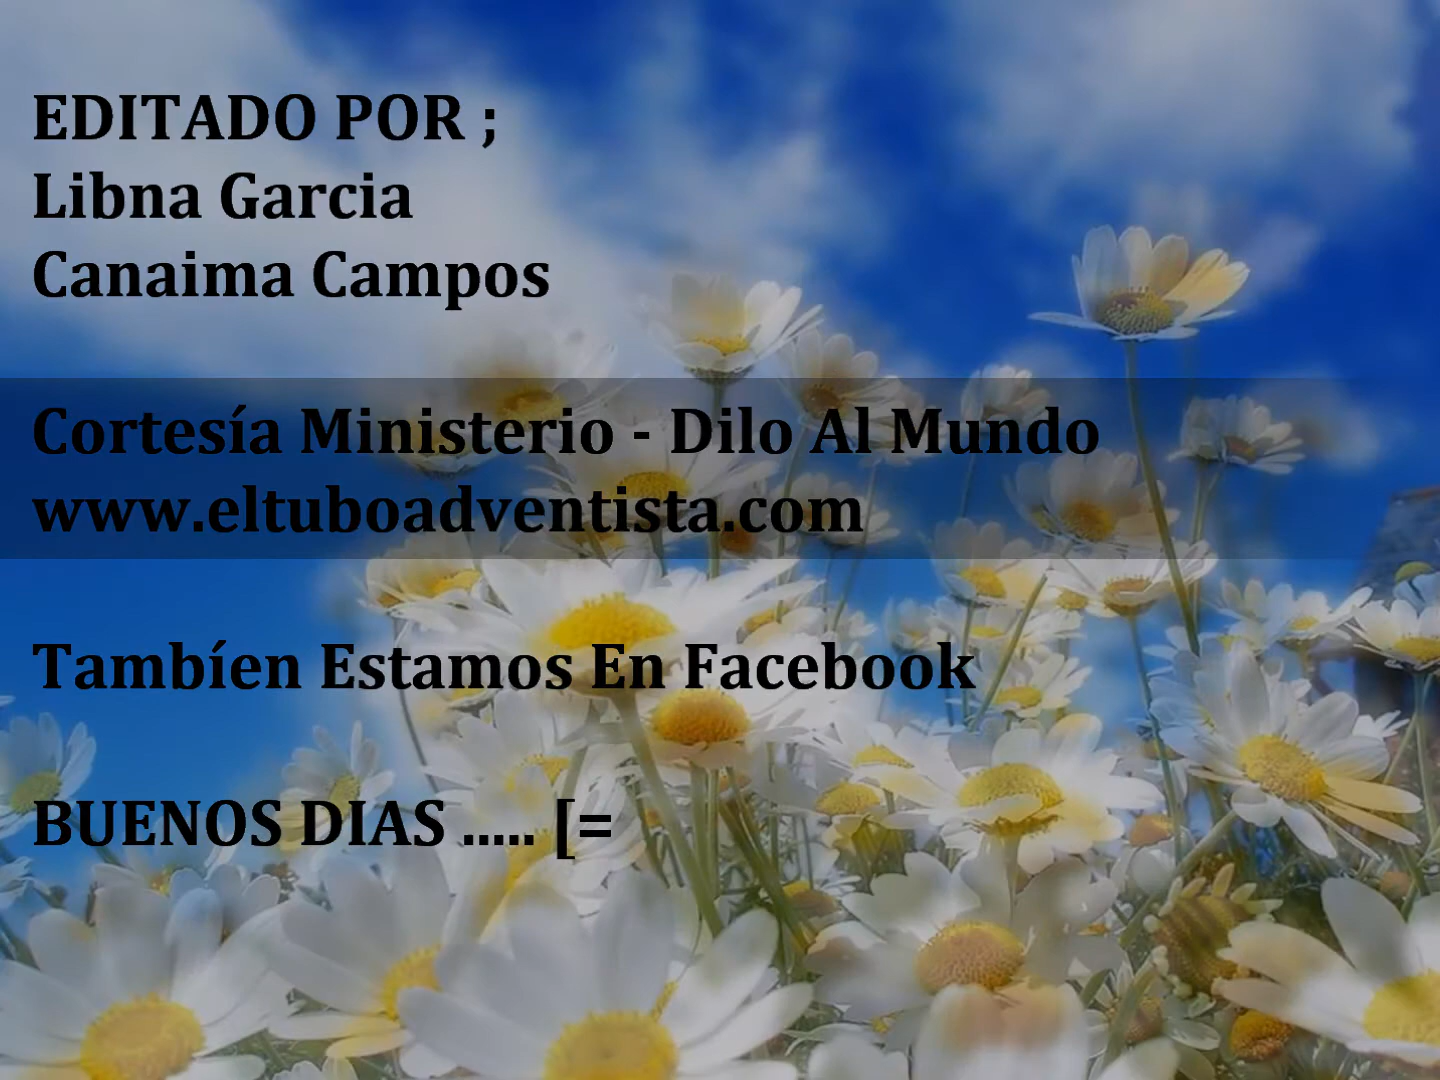 EDITADO POR ;
Libna Garcia
Canaima Campos
Cortesía Ministerio - Dilo Al Mundo
www.eltuboadventista.com
Tambíen Estamos En Facebook
BUENOS DIAS ..... [=